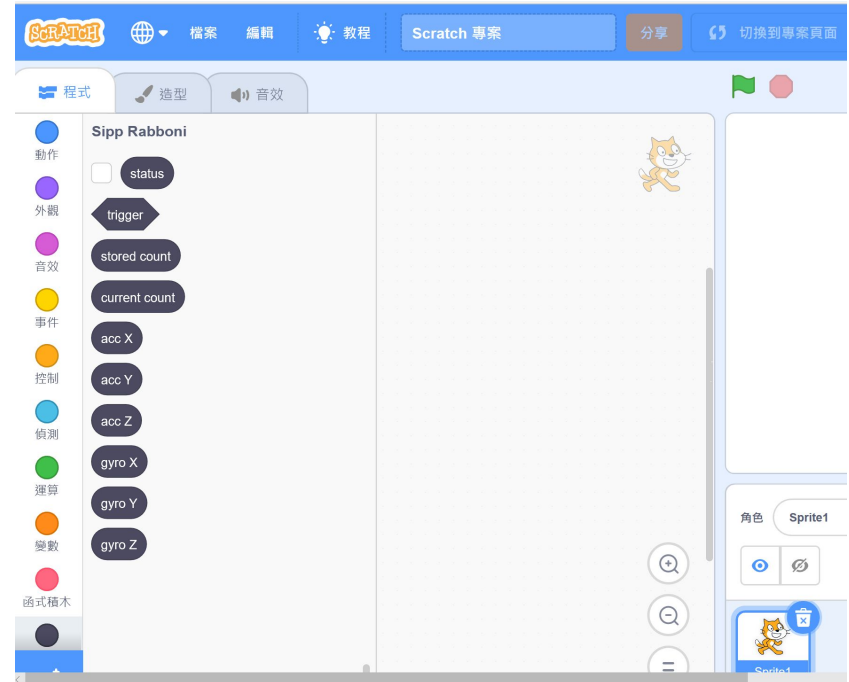 SCRATCH 檔案 編輯 教程 Scratch 專案 分享 切換到專案頁面
程式 造型 音效
動作
外觀
音效
事件
控制
偵測
運算
變數
函式積木
Sipp Rabboni
status
trigger
stored count
current count
acc X
acc Y
acc Z
gyro X
gyro Y
gyro Z
角色 Sprite1
Sprite1